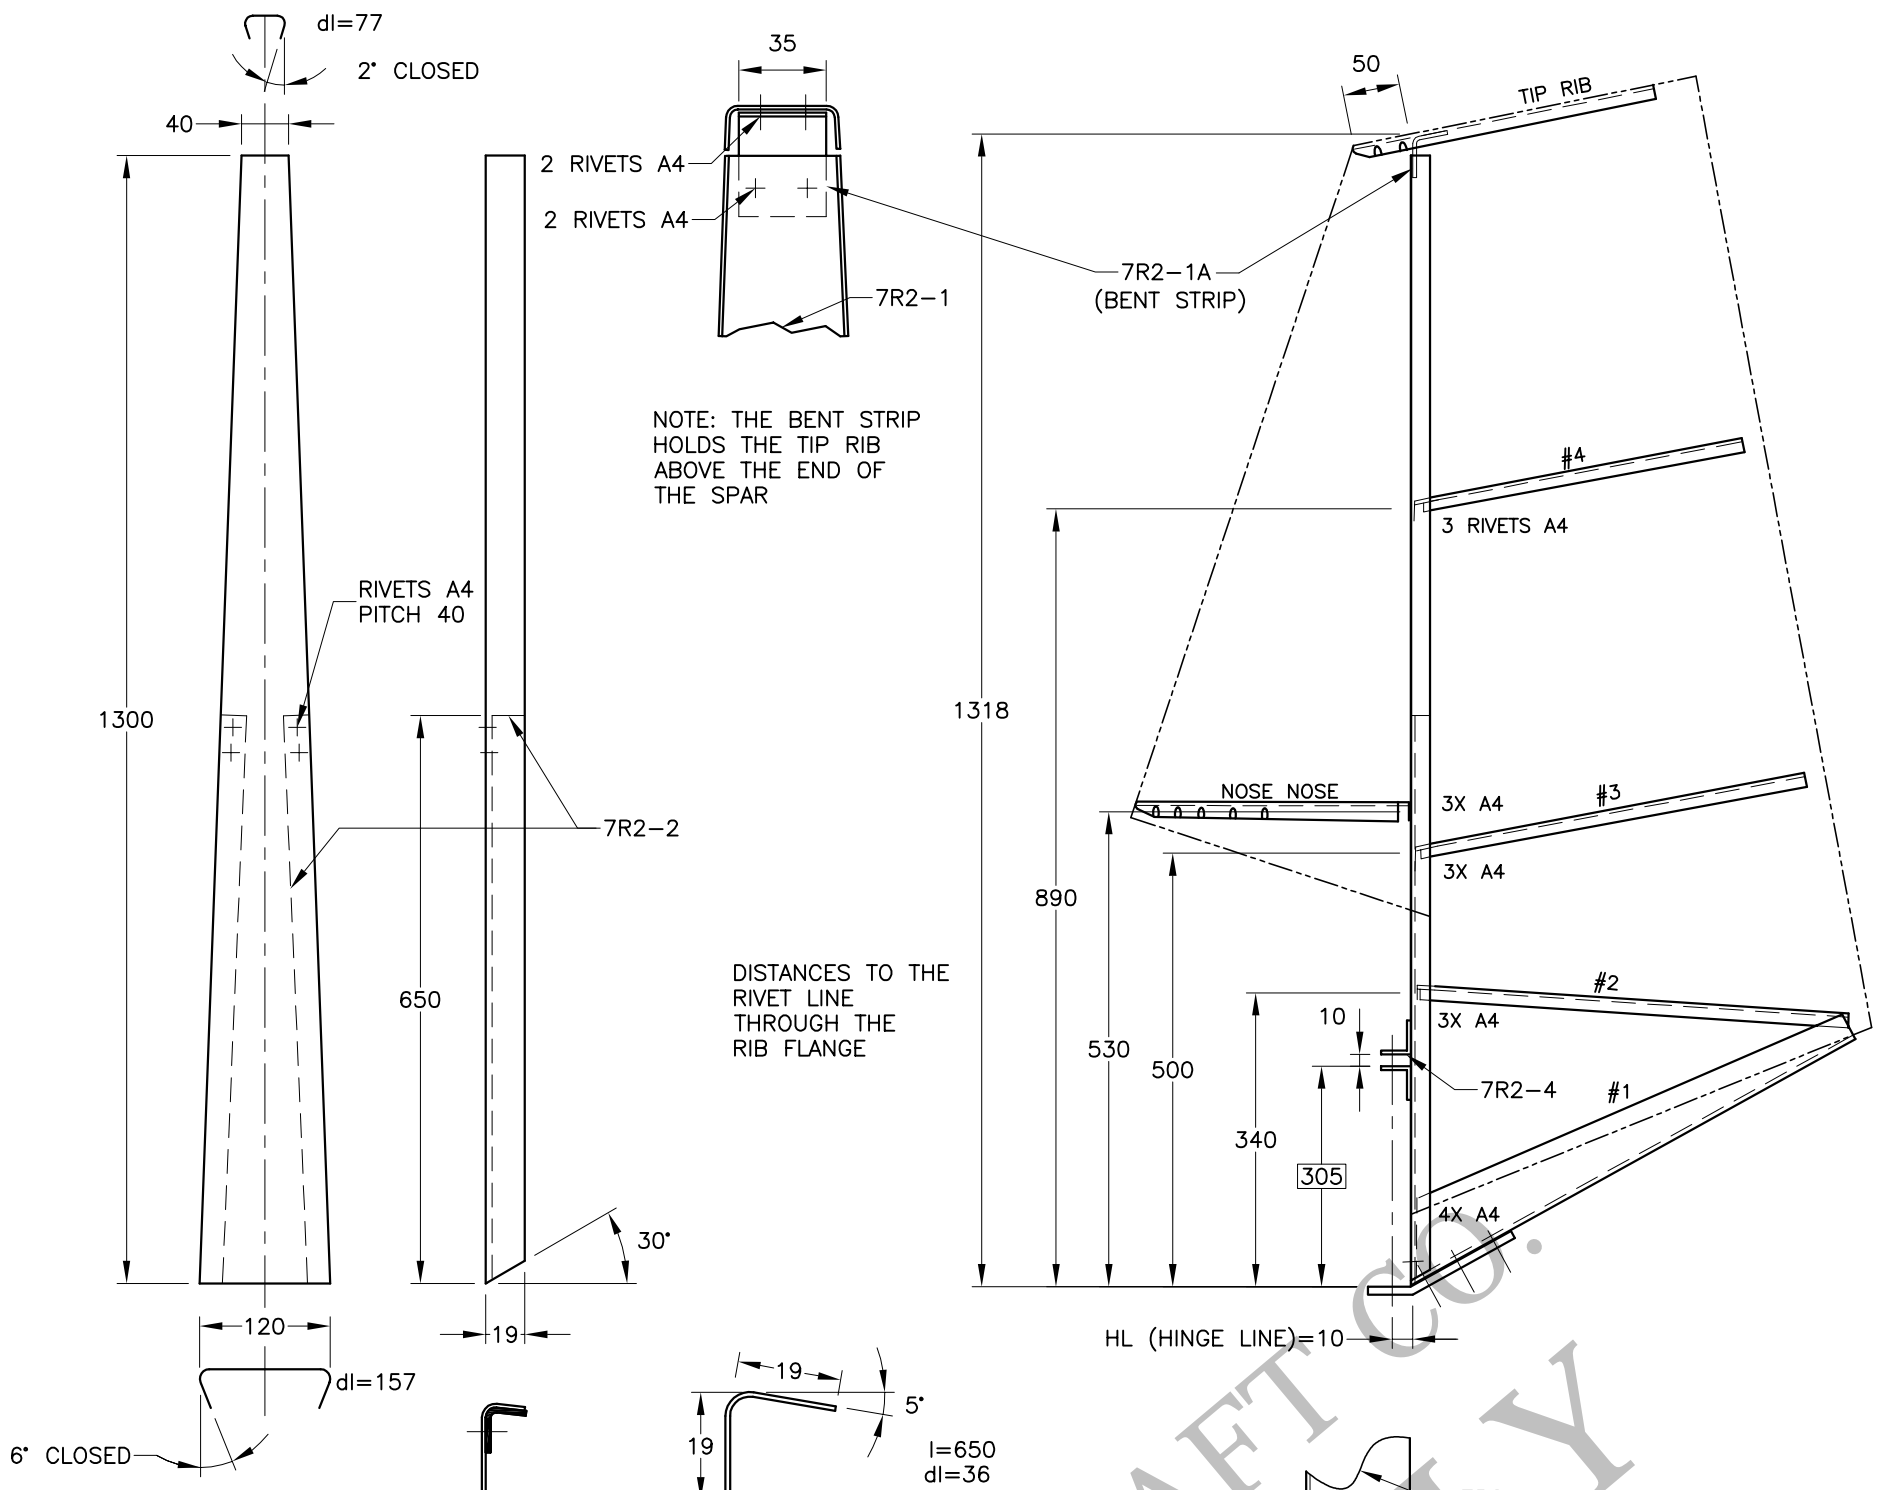 dl=77
2° CLOSED
40
1300
RIVETS A4
PITCH 40
7R2-2
650
30°
120
19
dl=157
6° CLOSED
35
2 RIVETS A4
2 RIVETS A4
7R2-1
7R2-1A
(BENT STRIP)
NOTE: THE BENT STRIP
HOLDS THE TIP RIB
ABOVE THE END OF
THE SPAR
DISTANCES TO THE
RIVET LINE
THROUGH THE
RIB FLANGE
19
5°
19
l=650
dl=36
50
TIP RIB
#4
3 RIVETS A4
1318
NOSE NOSE
3X A4
#3
3X A4
890
#2
3X A4
10
530
500
7R2-4
#1
340
305
4X A4
HL (HINGE LINE)=10
AFT CO.
LY